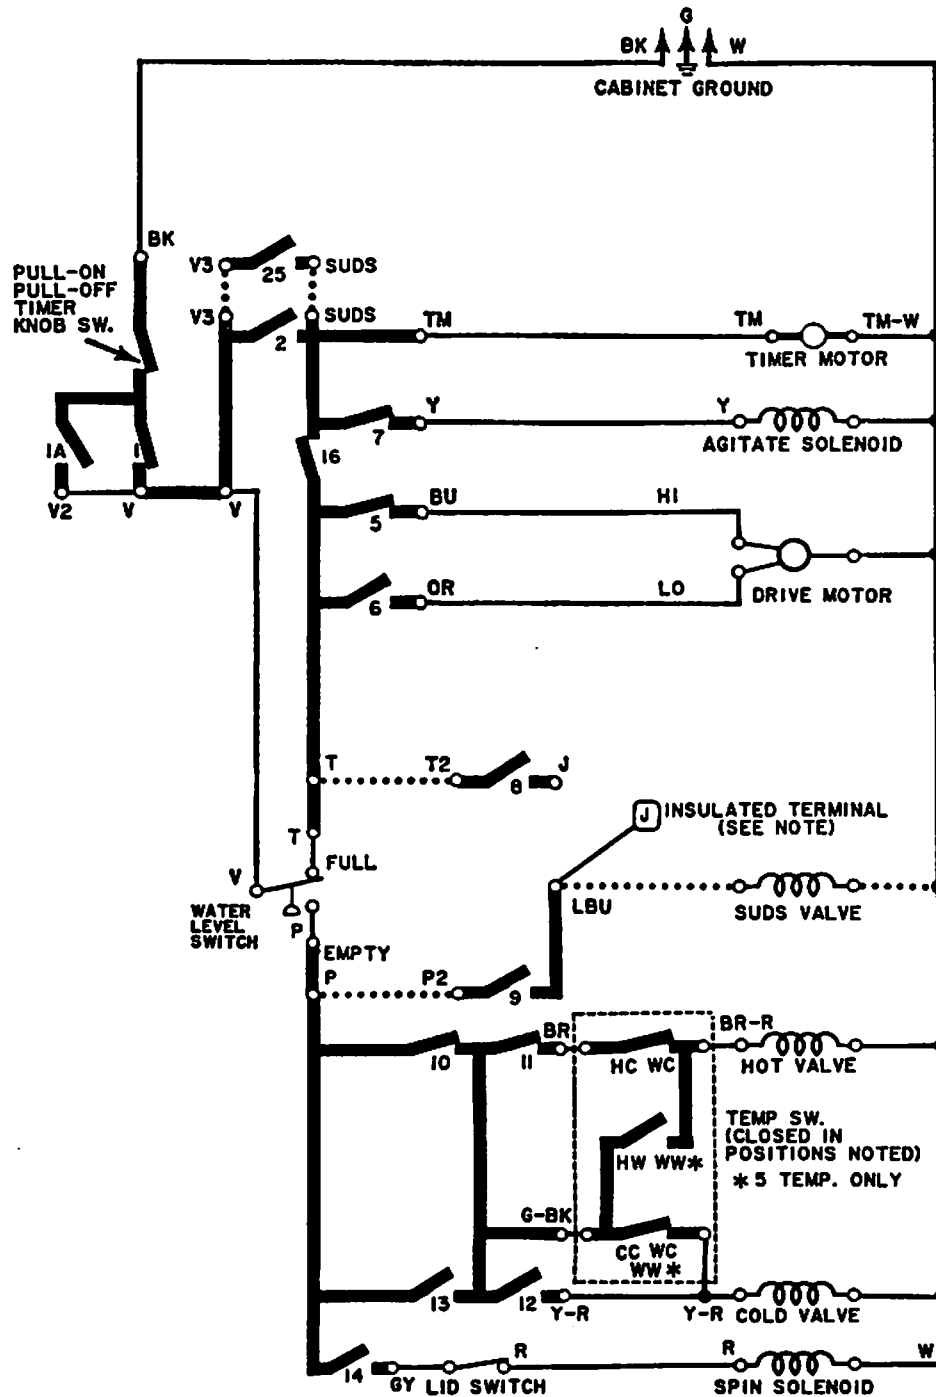 G
BK W
CABINET GROUND
BK
V3 25 SUDS
PULL-ON
PULL-OFF
TIMER
KNOB SW.
V3 2 SUDS
TM TM TM-W
TIMER MOTOR
Y Y
7
AGITATE SOLENOID
1A 1 16
V2 V V
BU HI
5
OR LO
6
DRIVE MOTOR
T T2 J
8
J INSULATED TERMINAL
(SEE NOTE)
T
FULL
V
WATER
LEVEL
SWITCH
P
LBU SUDS VALVE
EMPTY
P P2
9
BR BR-R
10 11 HC WC HOT VALVE
TEMP SW.
(CLOSED IN
POSITIONS NOTED)
*5 TEMP. ONLY
HW WW*
G-BK
CC WC
WW*
13 12 Y-R Y-R COLD VALVE
14 GY LID SWITCH R R W
SPIN SOLENOID